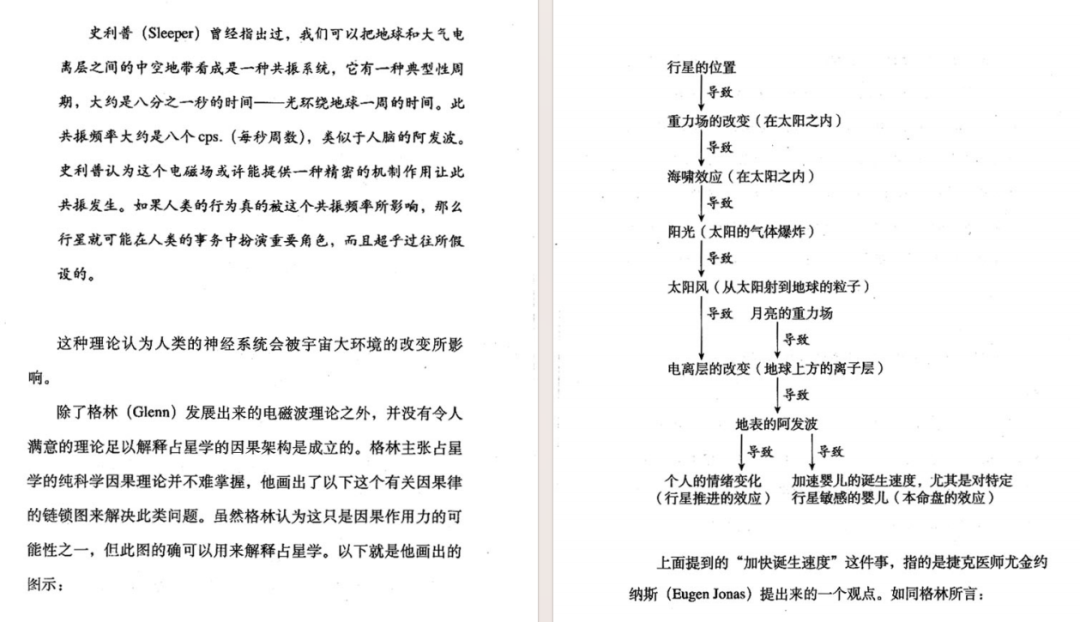 史利普（Sleeper）曾经指出过，我们可以把地球和大气电
离层之间的中空地带看成是一种共振系统，它有一种典型性周
期，大约是八分之一秒的时间——光环绕地球一周的时间。此
共振频率大约是八个cps.（每秒周数），类似于人脑的阿发波。
史利普认为这个电磁场或许能提供一种精密的机制作用让此
共振发生。如果人类的行为真的被这个共振频率所影响，那么
行星就可能在人类的事务中扮演重要角色，而且超乎过往所假
设的。
这种理论认为人类的神经系统会被宇宙大环境的改变所影
响。
除了格林（Glenn）发展出来的电磁波理论之外，并没有令人
满意的理论足以解释占星学的因果架构是成立的。格林主张占星
学的纯科学因果理论并不难掌握，他画出了以下这个有关因果律
的链锁图来解决此类问题。虽然格林认为这只是因果作用力的可
能性之一，但此图的确可以用来解释占星学。以下就是他画出的
图示：
行星的位置
导致
重力场的改变（在太阳之内）
导致
海啸效应（在太阳之内）
导致
阳光（太阳的气体爆炸）
导致
太阳风（从太阳射到地球的粒子）
导致 月亮的重力场
导致
电离层的改变（地球上方的离子层）
导致
地表的阿发波
导致 导致
个人的情绪变化 加速婴儿的诞生速度，尤其是对特定
（行星推进的效应） 行星敏感的婴儿（本命盘的效应）
上面提到的“加快诞生速度”这件事，指的是捷克医师尤金约
纳斯（Eugen Jonas）提出来的一个观点。如同格林所言：